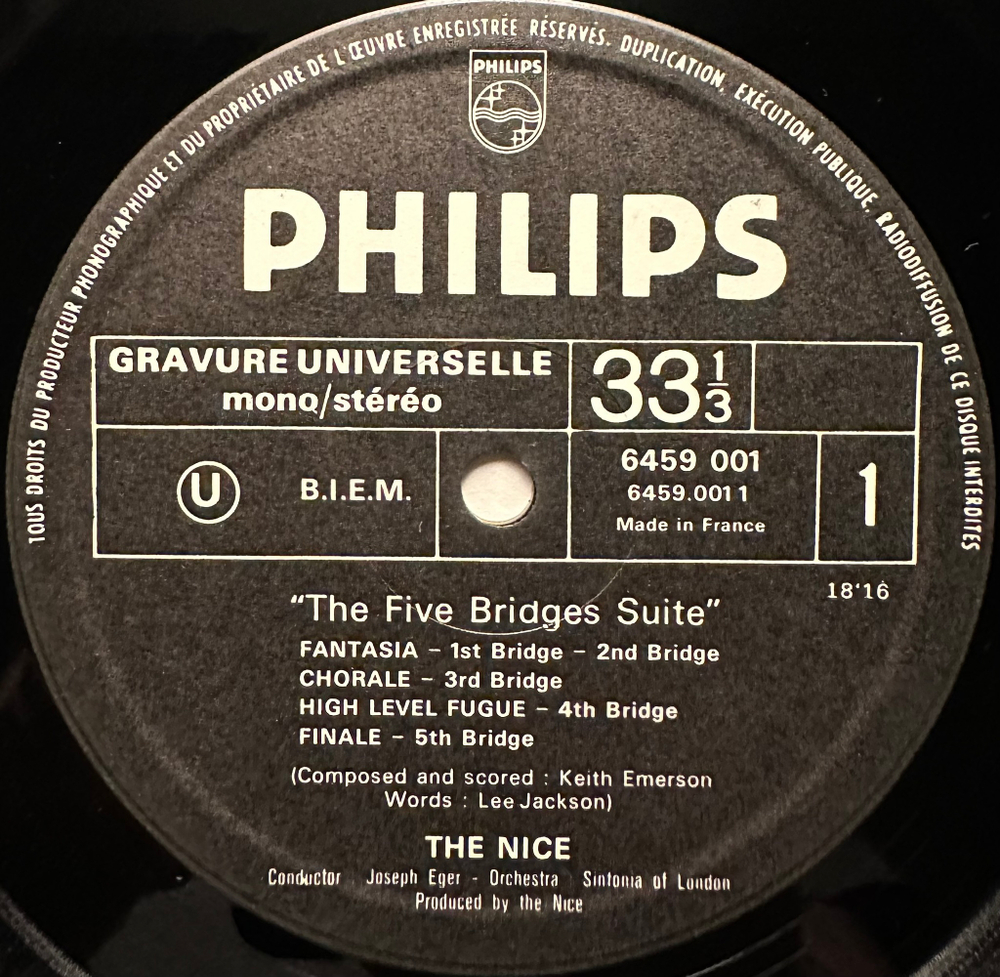 TOUS DROITS DU PRODUCTEUR PHONOGRAPHIQUE ET DU PROPRIÉTAIRE DE L'ŒUVRE ENREGISTRÉE RÉSERVÉS. DUPLICATION, EXÉCUTION PUBLIQUE, RADIODIFFUSION DE CE DISQUE INTERDITES
PHILIPS
PHILIPS
GRAVURE UNIVERSELLE
mono/stéréo
33 1/3
U
B.I.E.M.
6459 001
6459.001 1
Made in France
1
18'16
"The Five Bridges Suite"
FANTASIA – 1st Bridge – 2nd Bridge
CHORALE – 3rd Bridge
HIGH LEVEL FUGUE – 4th Bridge
FINALE – 5th Bridge
(Composed and scored : Keith Emerson
Words : Lee Jackson)
THE NICE
Conductor Joseph Eger - Orchestra Sinfonia of London
Produced by the Nice